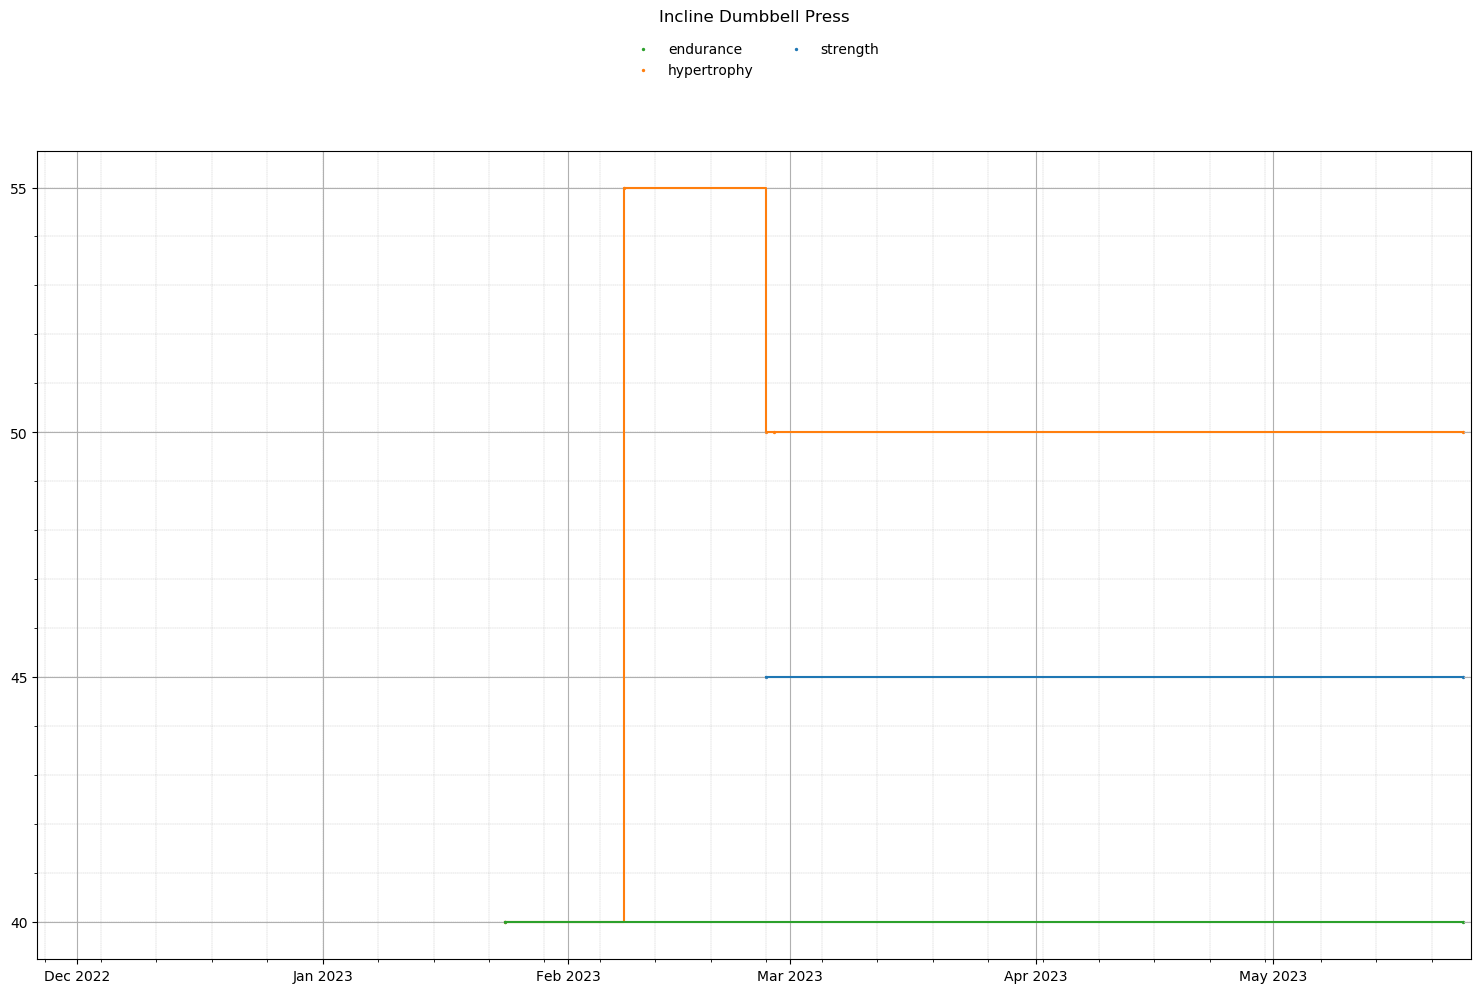 Incline Dumbbell Press
endurance strength
hypertrophy
55
50
45
40
Dec 2022 Jan 2023 Feb 2023 Mar 2023 Apr 2023 May 2023